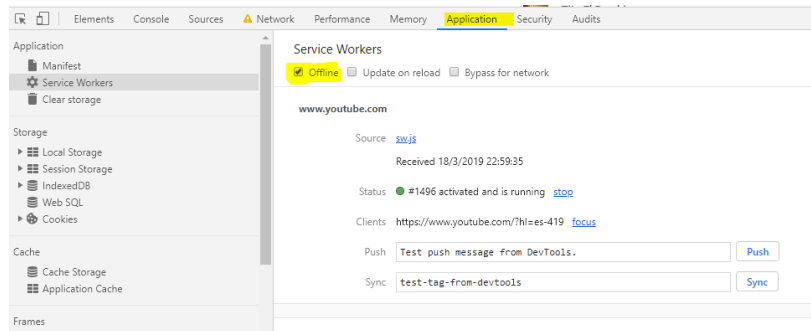 Elements Console Sources Network Performance Memory Application Security Audits
Application
Manifest
Service Workers
Clear storage
Storage
Local Storage
Session Storage
IndexedDB
Web SQL
Cookies
Cache
Cache Storage
Application Cache
Frames
Service Workers
Offline Update on reload Bypass for network
www.youtube.com
Source sw.js
Received 18/3/2019 22:59:35
Status #1496 activated and is running stop
Clients https://www.youtube.com/?hl=es-419 focus
Push Test push message from DevTools. Push
Sync test-tag-from-devtools Sync